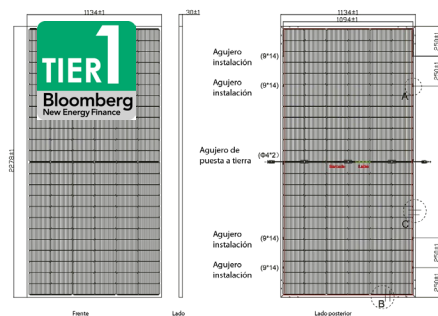 1134±1
30±1
1134±1
1094±1
2278±1
TIER 1
Bloomberg
New Energy Finance
Agujero
instalación
(9*14)
Agujero
instalación
(9*14)
A
Agujero de
puesta a tierra
(Φ4*2)
C
Agujero
instalación
(9*14)
Agujero
instalación
(9*14)
B
Frente
Lado
Lado posterior